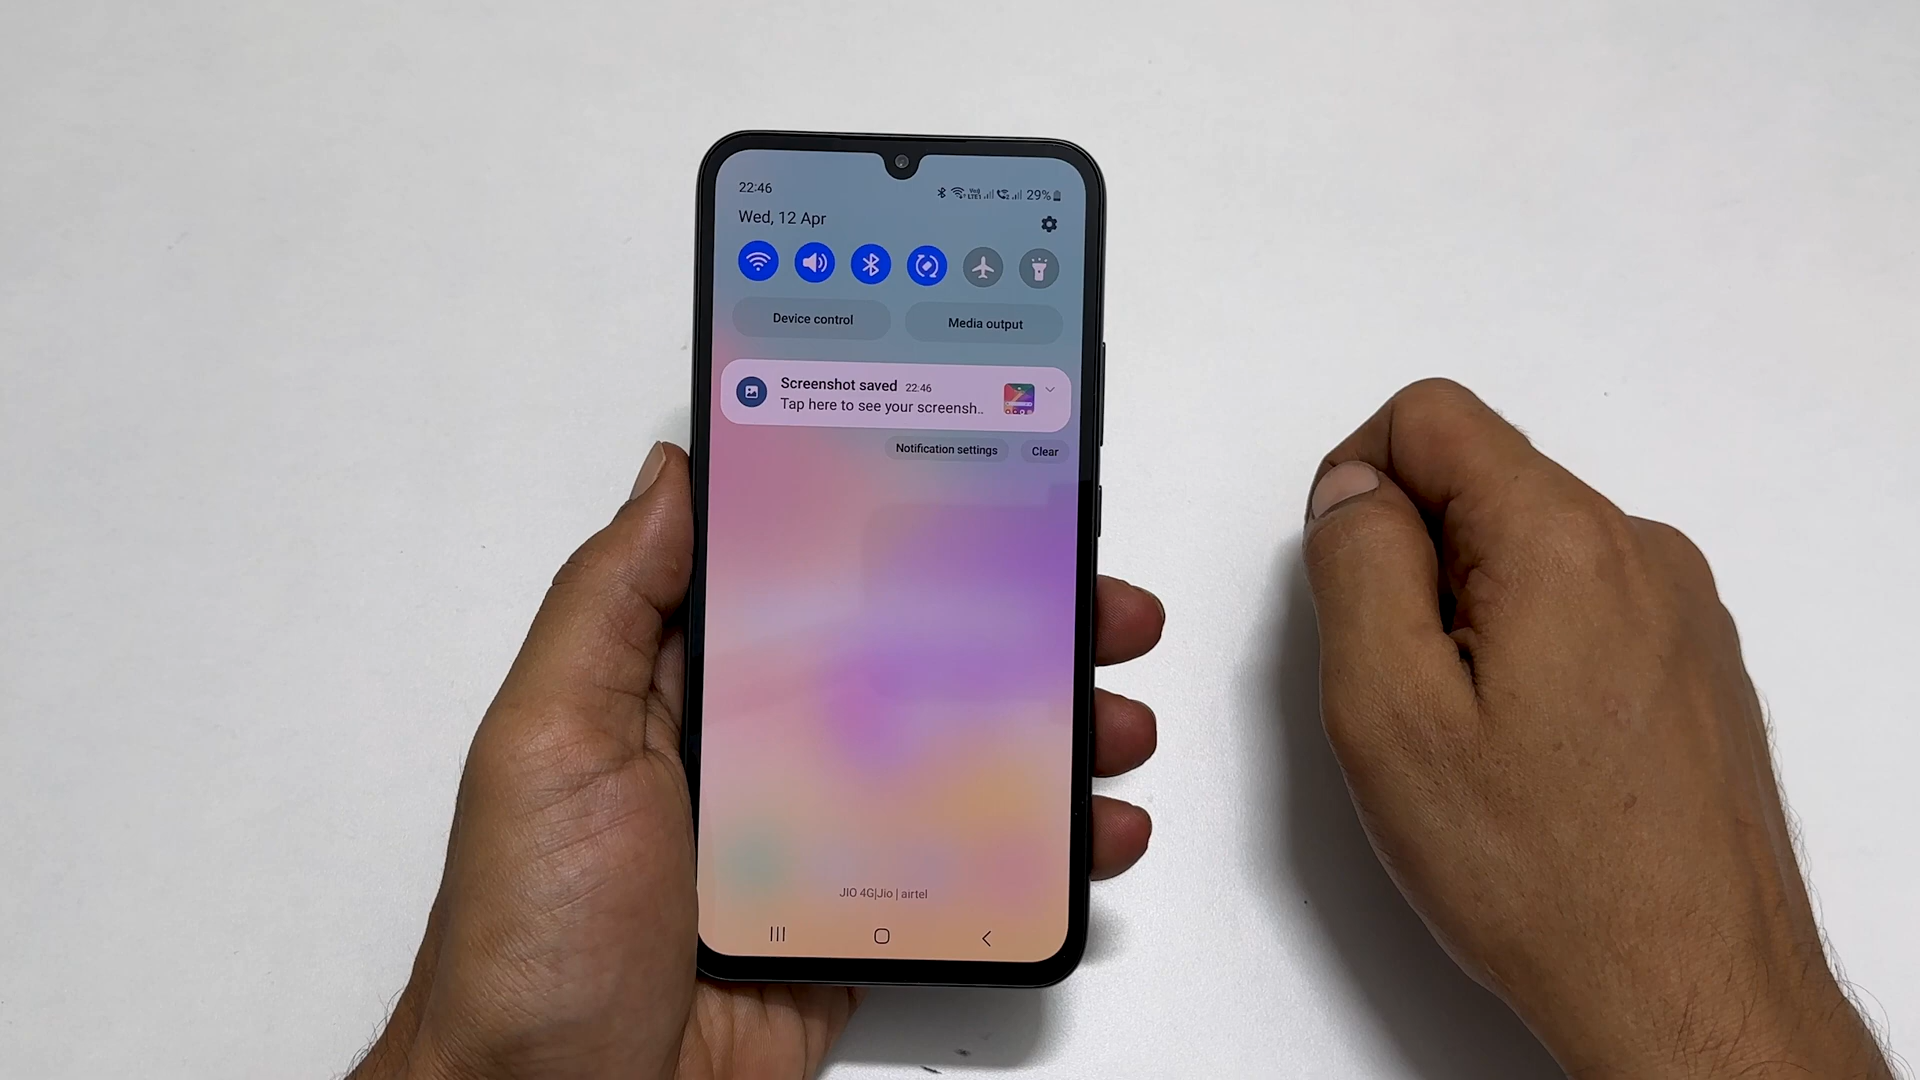 22:46
29%
Wed, 12 Apr
Device control
Media output
Screenshot saved 22:46
Tap here to see your screensh..
Notification settings
Clear
JIO 4G|Jio | airtel